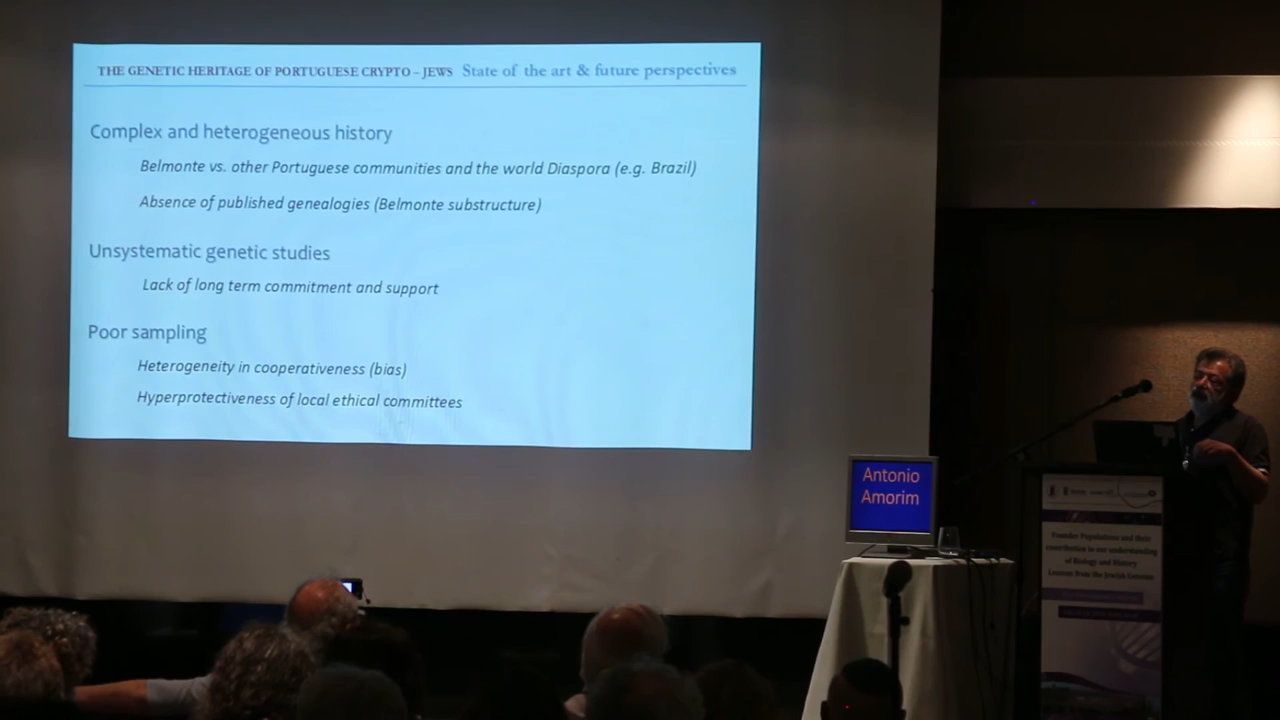 THE GENETIC HERITAGE OF PORTUGUESE CRYPTO – JEWS State of the art & future perspectives
Complex and heterogeneous history
Belmonte vs. other Portuguese communities and the world Diaspora (e.g. Brazil)
Absence of published genealogies (Belmonte substructure)
Unsystematic genetic studies
Lack of long term commitment and support
Poor sampling
Heterogeneity in cooperativeness (bias)
Hyperprotectiveness of local ethical committees
Antonio
Amorim
Founder Populations and their
contribution to our understanding
of Biology and History
Lessons from the Jewish Genome